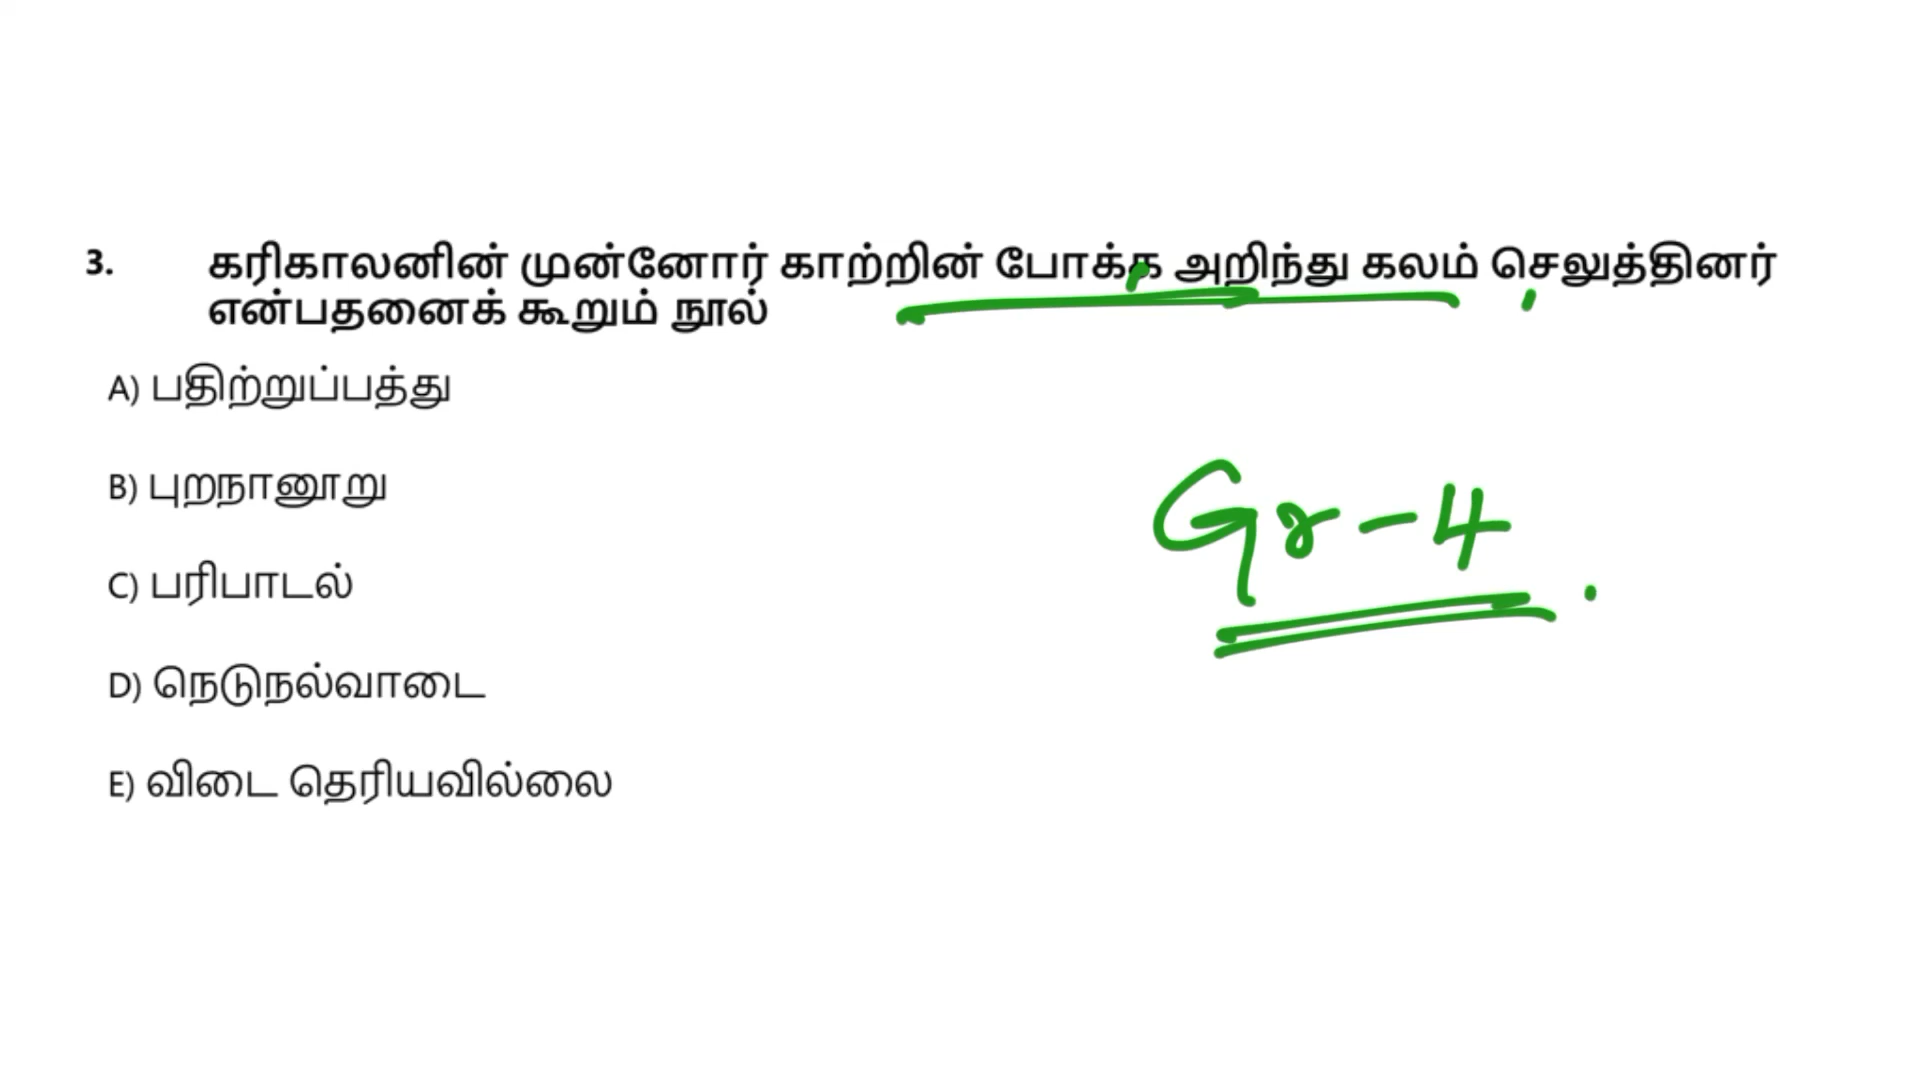 3. கரிகாலனின் முன்னோர் காற்றின் போக்க அறிந்து கலம் செலுத்தினர்
என்பதனைக் கூறும் நூல்
A) பதிற்றுப்பத்து
B) புறநானூறு
Gr - 4
C) பரிபாடல்
D) நெடுநல்வாடை
E) விடை தெரியவில்லை